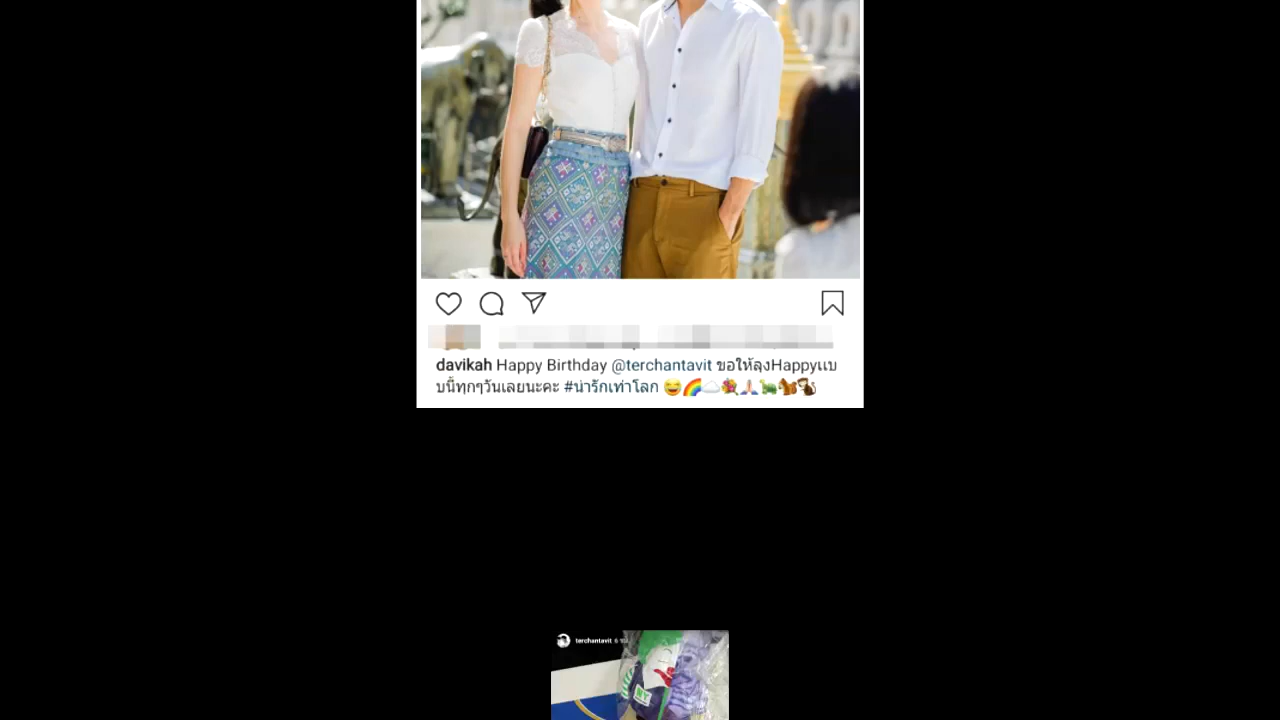 davikah Happy Birthday @terchantavit ขอให้ลุงHappyแบ
บนี้ทุกๆวันเลยนะคะ #น่ารักเท่าโลก 😂🌈☁️💐🙏🏻🐛🐎🐒
terchantavit